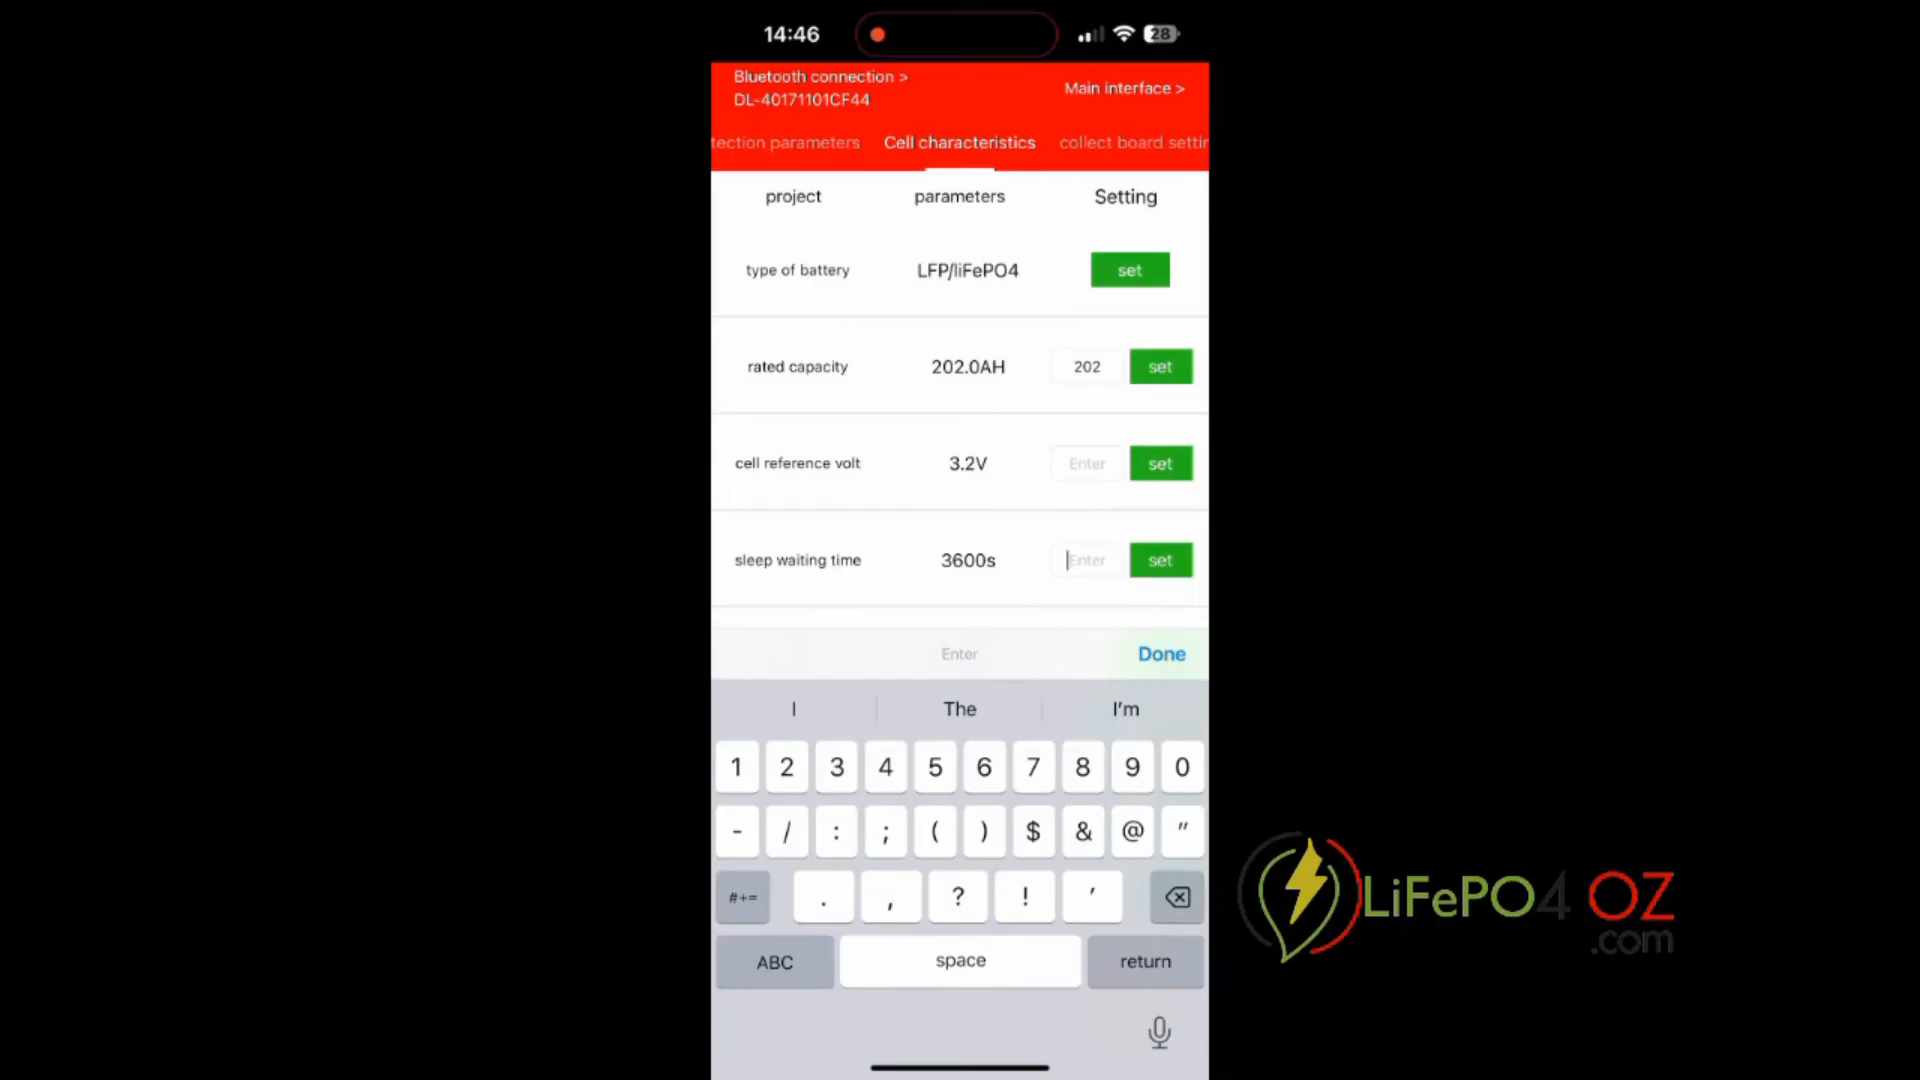 14:46
28
Bluetooth connection >
DL-40171101CF44
Main interface >
tection parameters Cell characteristics collect board settin
project parameters Setting
type of battery LFP/liFePO4 set
rated capacity 202.0AH 202 set
cell reference volt 3.2V Enter set
sleep waiting time 3600s Enter set
Enter Done
I The I'm
1 2 3 4 5 6 7 8 9 0
- / : ; ( ) $ & @ "
#+= . , ? ! '
ABC space return
LiFePO4 OZ
.com